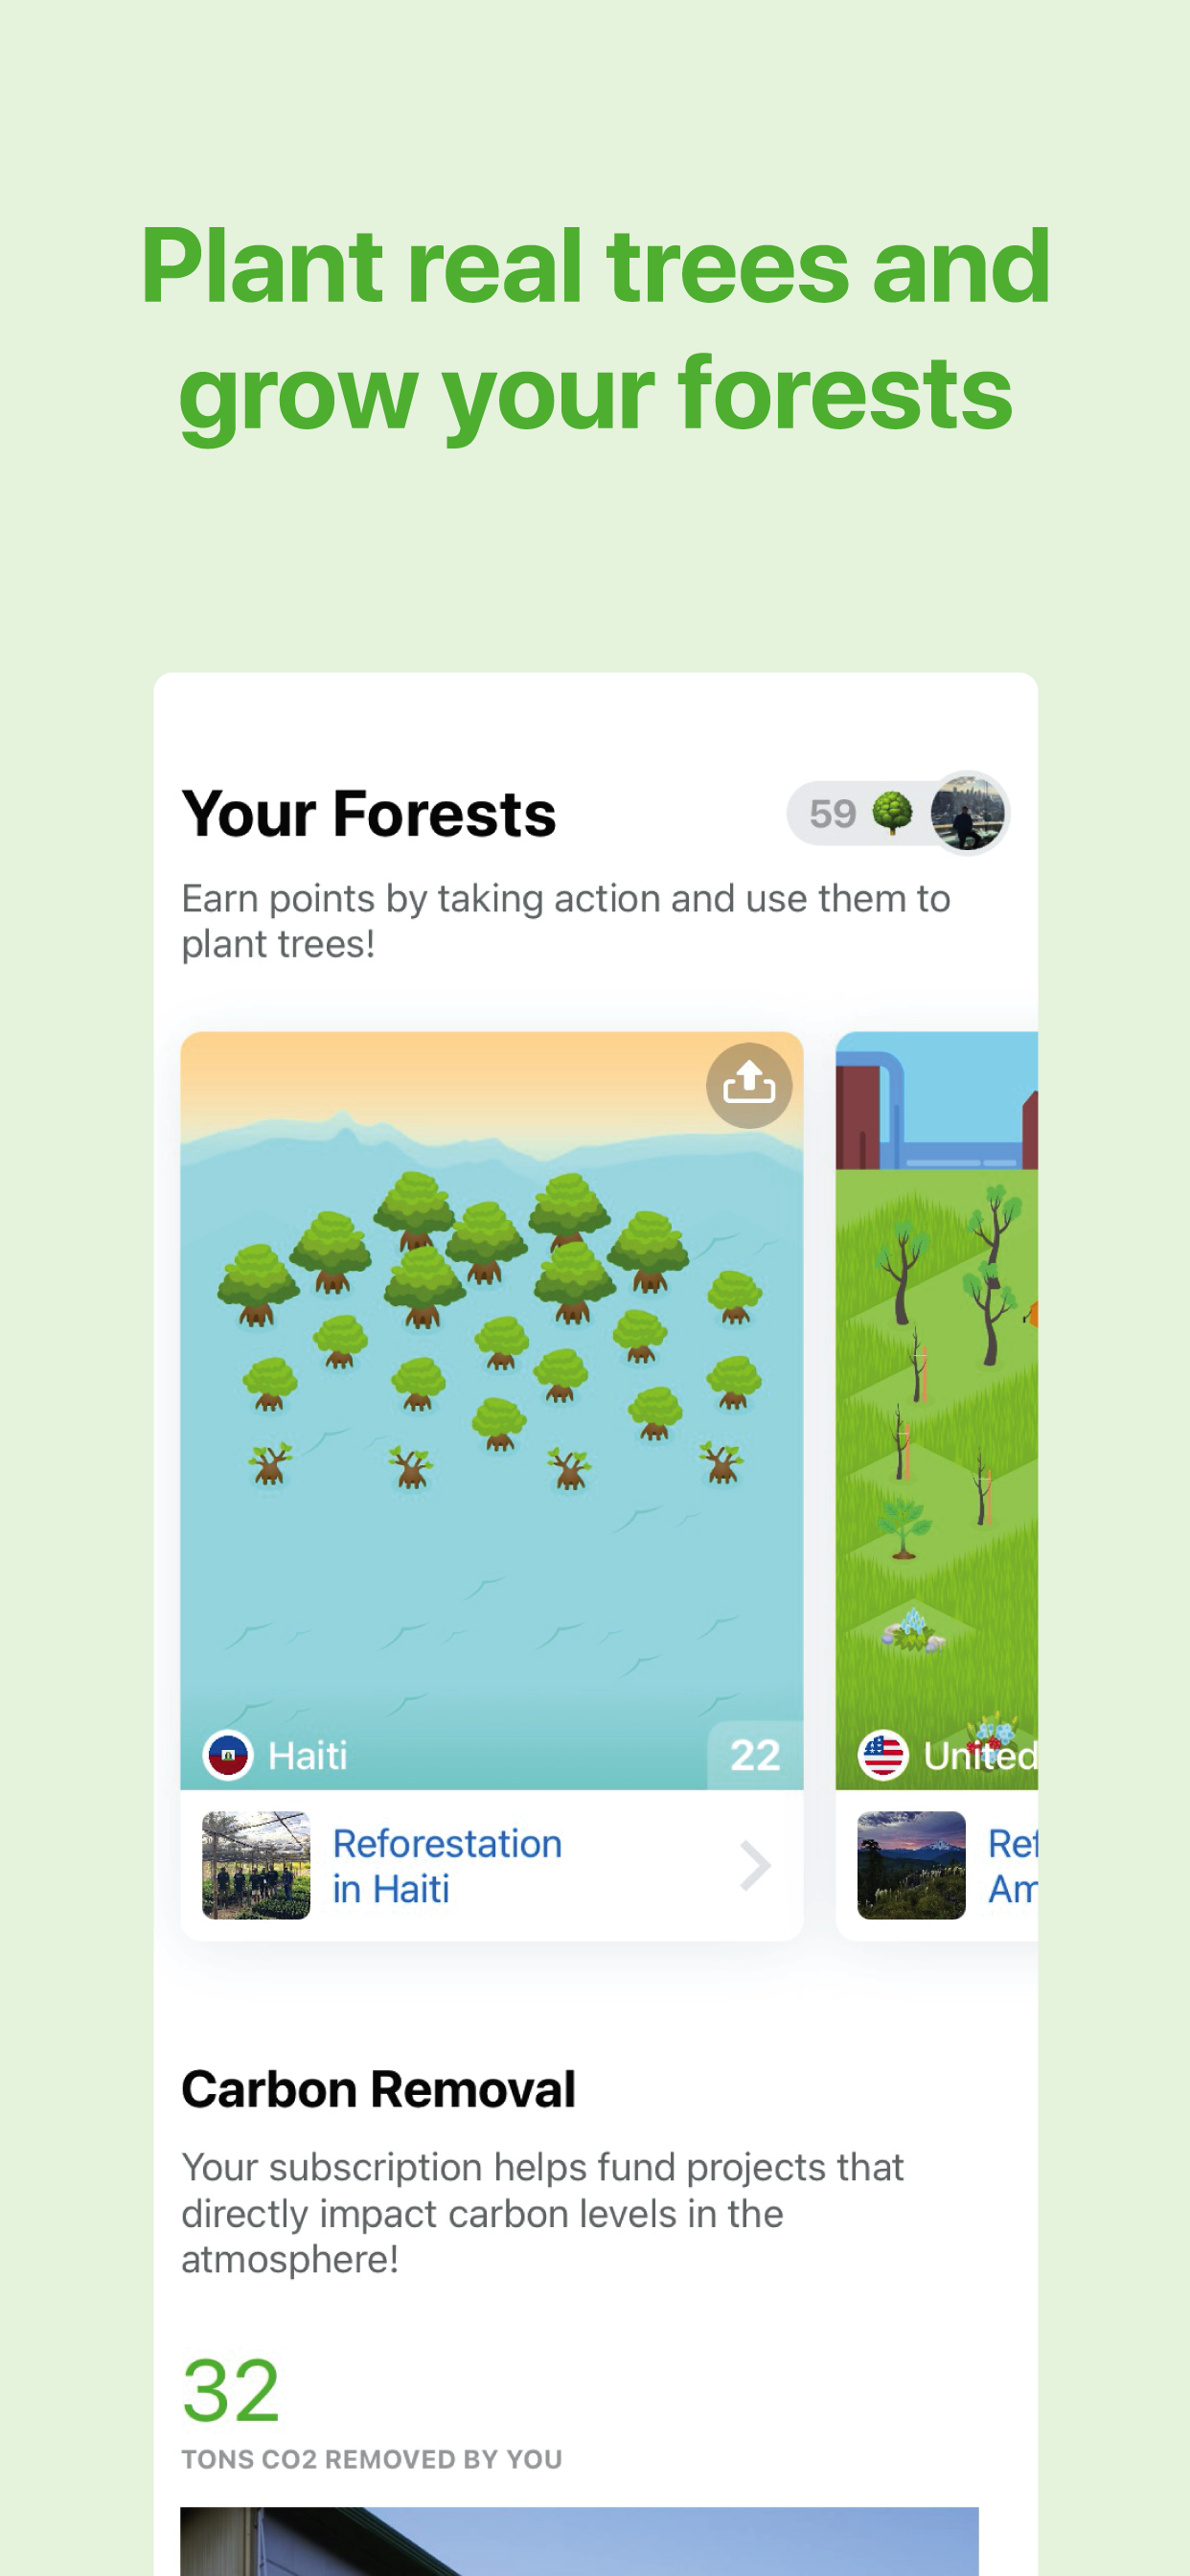 Plant real trees and
grow your forests
Your Forests
59
Earn points by taking action and use them to
plant trees!
Haiti
22
United
Reforestation
in Haiti
Ref
Am
Carbon Removal
Your subscription helps fund projects that
directly impact carbon levels in the
atmosphere!
32
TONS CO2 REMOVED BY YOU